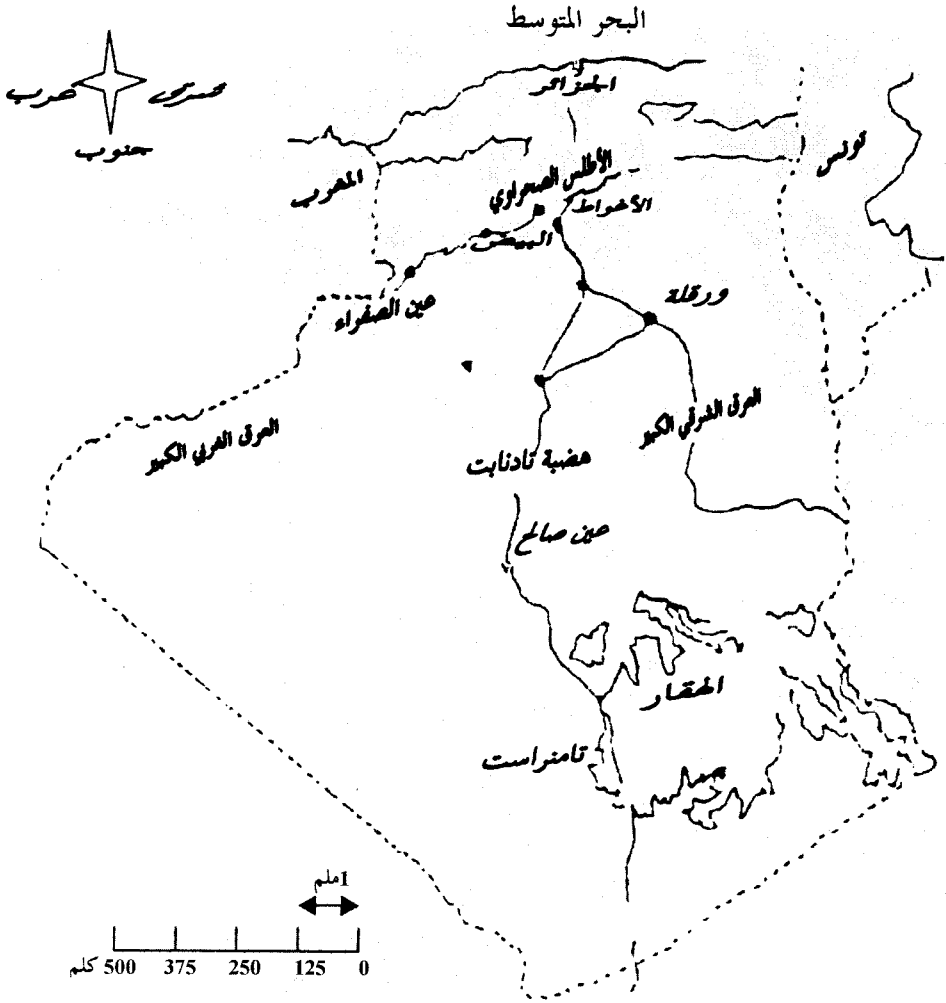 البحر المتوسط
الجزائر
غرب
شرق
جنوب
تونس
المغرب
الأطلس الصحراوي
الأغواط
البيض
ورقلة
عين الصفراء
العرق الشرقي الكبير
العرق الغربي الكبير
هضبة تادنايت
عين صالح
الهقار
تامنراست
1ملم
0 125 250 375 500 كلم